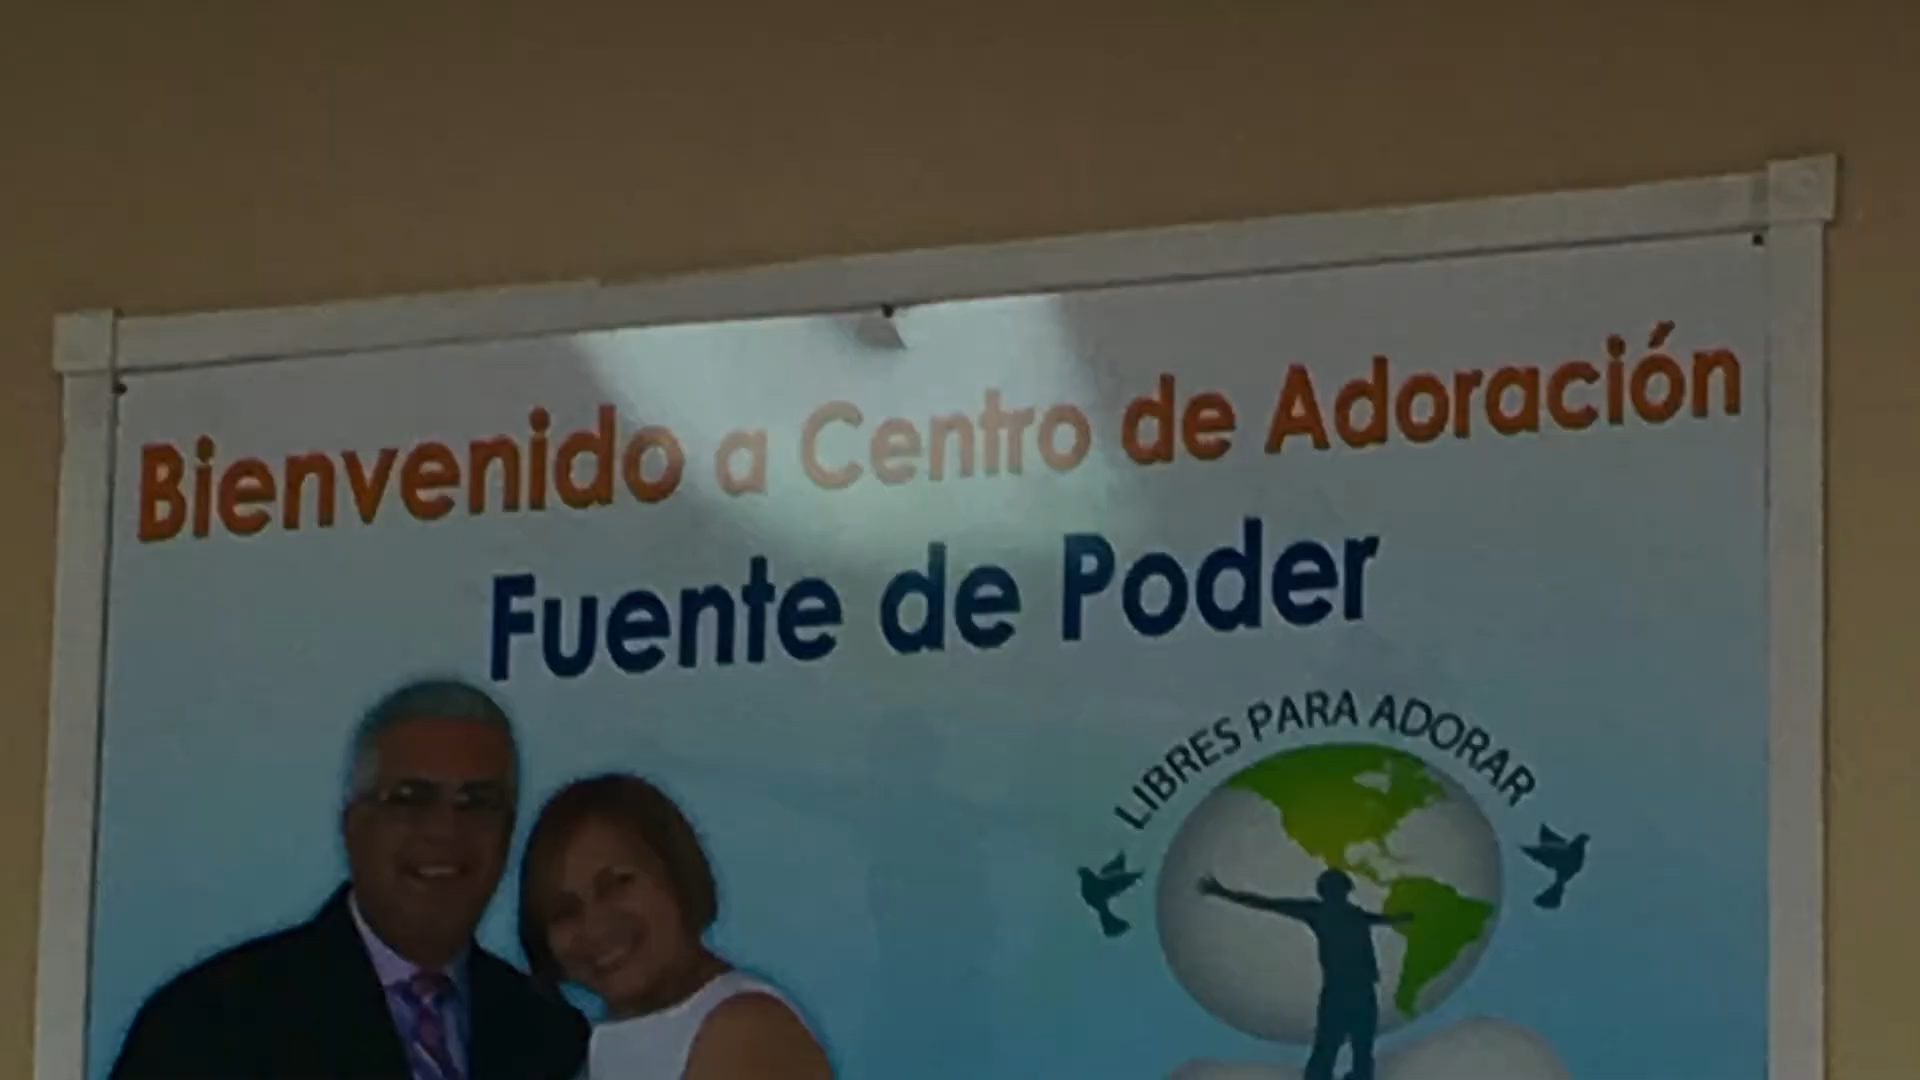 Bienvenido a Centro de Adoración
Fuente de Poder
LIBRES PARA ADORAR